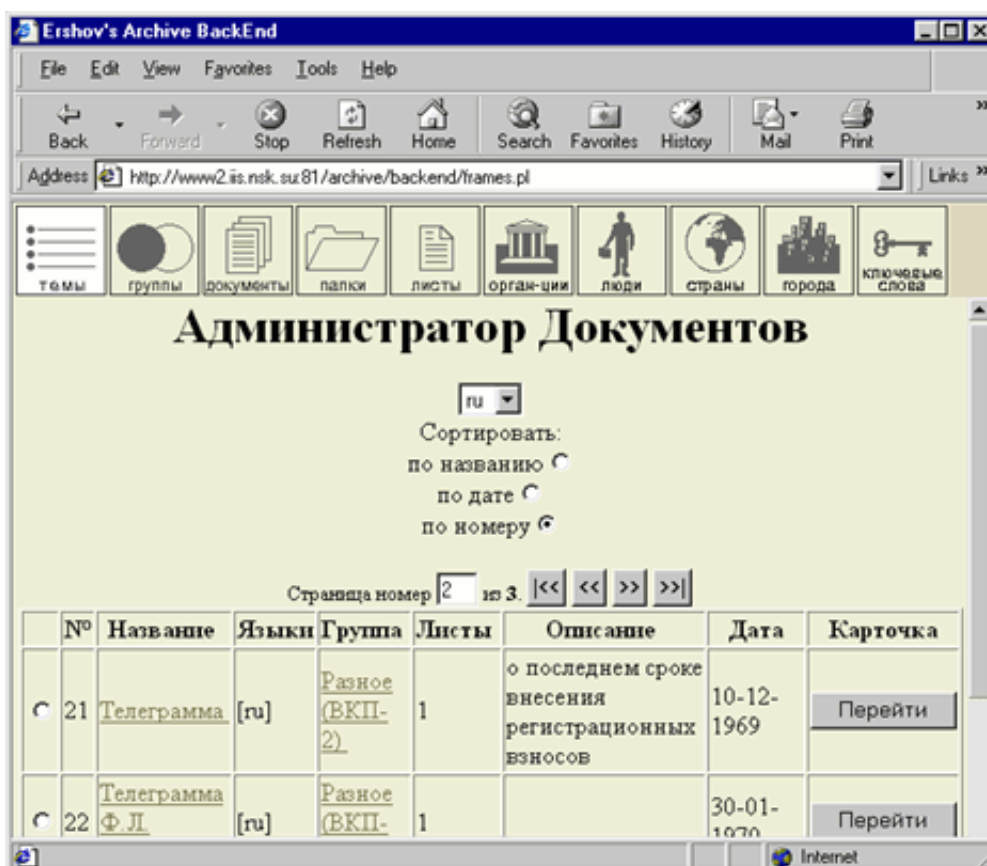 Ershov's Archive BackEnd
File Edit View Favorites Tools Help
Back Forward Stop Refresh Home Search Favorites History Mail Print
Address http://www2.iis.nsk.su:81/archive/backend/frames.pl Links
темы группы документы папки листы орган-ции люди страны города ключевые слова
Администратор Документов
ru
Сортировать:
по названию
по дате
по номеру
Страница номер 2 из 3. |<< << >> >>|
Nº Название Языки Группа Листы Описание Дата Карточка
21 Телеграмма [ru] Разное (ВКП-2) 1 о последнем сроке внесения регистрационных взносов 10-12-1969 Перейти
22 Телеграмма Ф.Л. [ru] Разное (ВКП- 1 30-01-1970 Перейти
Internet